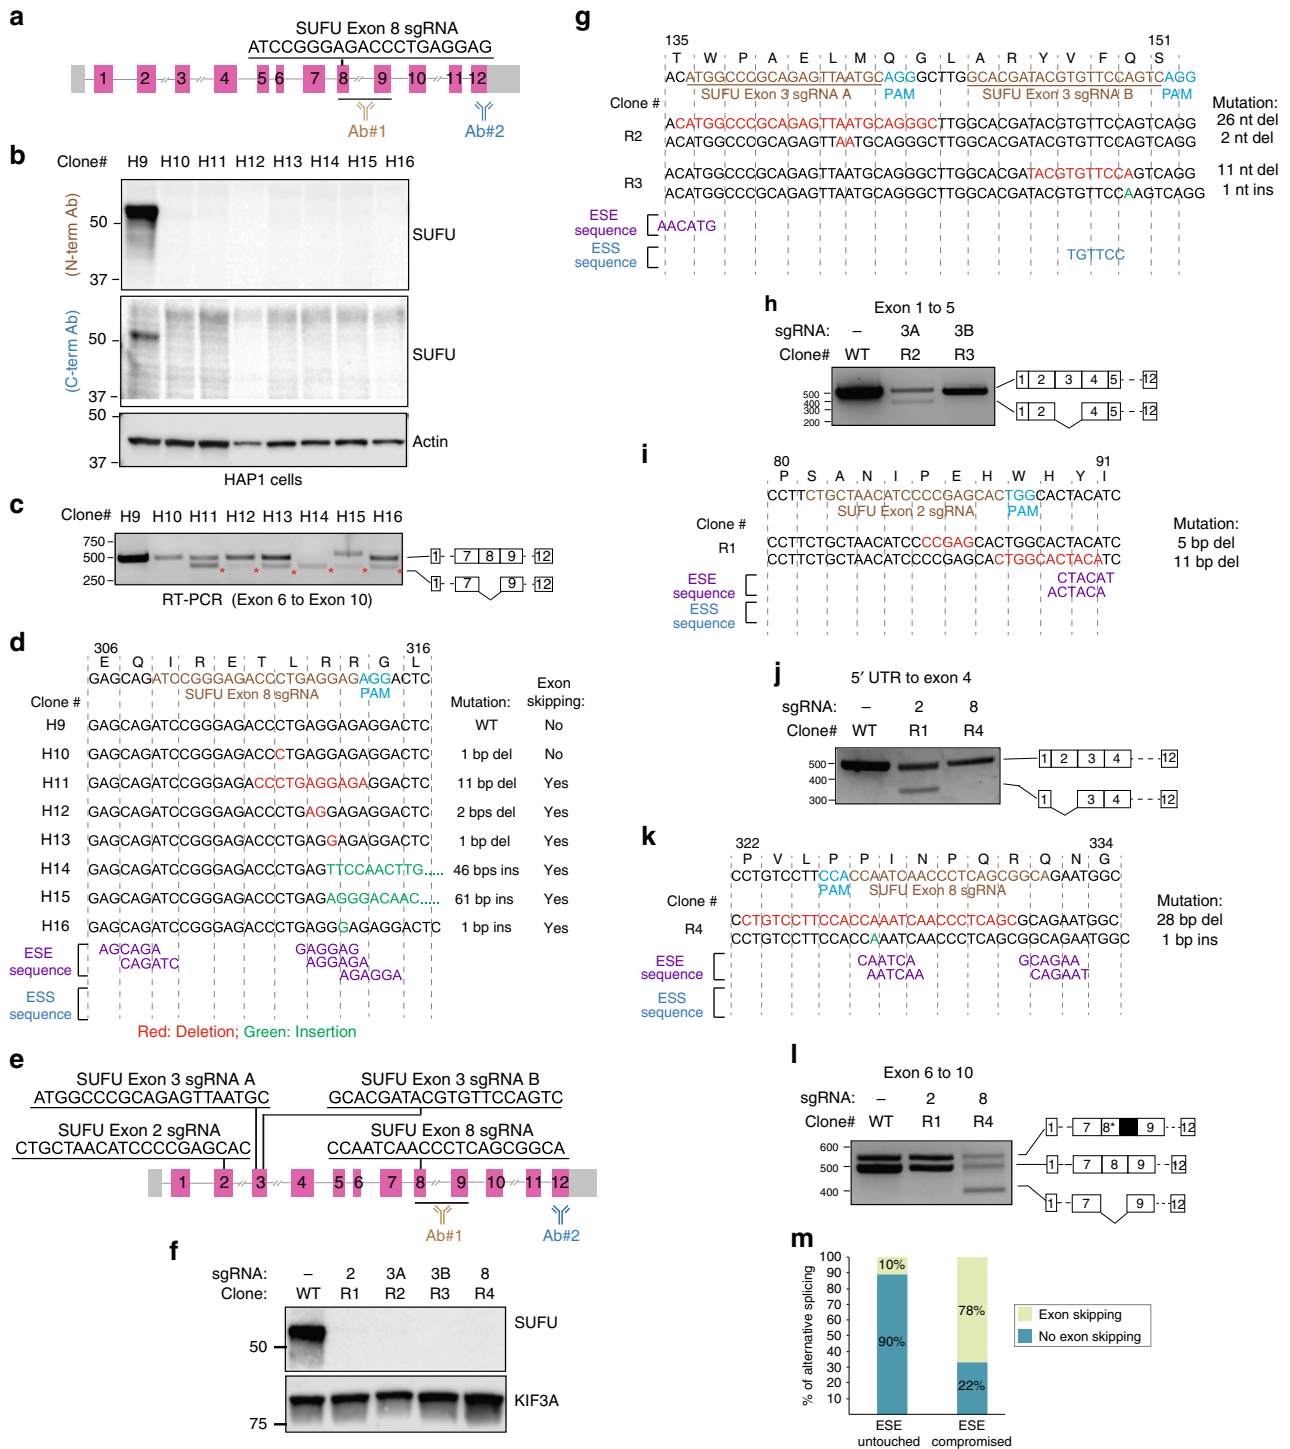 a
SUFU Exon 8 sgRNA
ATCCGGGAGACCCTGAGGAG
1 2 3 4 5 6 7 8 9 10 11 12
Ab#1 Ab#2
b
Clone# H9 H10 H11 H12 H13 H14 H15 H16
(N-term Ab)
50
37
SUFU
(C-term Ab)
50
37
SUFU
50
37
Actin
HAP1 cells
c
Clone# H9 H10 H11 H12 H13 H14 H15 H16
750
500
250
* * * * * *
1 7 8 9 12
1 7 9 12
RT-PCR (Exon 6 to Exon 10)
d
306 316
E Q I R E T L R R G L
GAGCAGATCCGGGAGACCCTGAGGAGAGGACTC
SUFU Exon 8 sgRNA PAM
Clone # Mutation: Exon skipping:
H9 GAGCAGATCCGGGAGACCCTGAGGAGAGGACTC WT No
H10 GAGCAGATCCGGGAGACCCTGAGGAGAGGACTC 1 bp del No
H11 GAGCAGATCCGGGAGACCCTGAGGAGAGGACTC 11 bp del Yes
H12 GAGCAGATCCGGGAGACCCTGAGGAGAGGACTC 2 bps del Yes
H13 GAGCAGATCCGGGAGACCCTGAGGAGAGGACTC 1 bp del Yes
H14 GAGCAGATCCGGGAGACCCTGAGTTCCAACTTG..... 46 bps ins Yes
H15 GAGCAGATCCGGGAGACCCTGAGAGGGACAAC..... 61 bp ins Yes
H16 GAGCAGATCCGGGAGACCCTGAGGGAGAGGACTC 1 bp ins Yes
ESE sequence
AGCAGA GAGGAG
CAGATC AGGAGA
AGAGGA
ESS sequence
Red: Deletion; Green: Insertion
e
SUFU Exon 3 sgRNA A
ATGGCCCGCAGAGTTAATGC
SUFU Exon 3 sgRNA B
GCACGATACGTGTTCCAGTC
SUFU Exon 2 sgRNA
CTGCTAACATCCCCGAGCAC
SUFU Exon 8 sgRNA
CCAATCAACCCTCAGCGGCA
1 2 3 4 5 6 7 8 9 10 11 12
Ab#1 Ab#2
f
sgRNA: – 2 3A 3B 8
Clone: WT R1 R2 R3 R4
50
SUFU
75
KIF3A
g
135 151
T W P A E L M Q G L A R Y V F Q S
ACATGGCCCGCAGAGTTAATGCAGGGCTTGGCACGATACGTGTTCCAGTCAGG
SUFU Exon 3 sgRNA A PAM SUFU Exon 3 sgRNA B PAM
Clone # Mutation:
R2
ACATGGCCCGCAGAGTTAATGCAGGGCTTGGCACGATACGTGTTCCAGTCAGG 26 nt del
ACATGGCCCGCAGAGTTAATGCAGGGCTTGGCACGATACGTGTTCCAGTCAGG 2 nt del
R3
ACATGGCCCGCAGAGTTAATGCAGGGCTTGGCACGATACGTGTTCCAGTCAGG 11 nt del
ACATGGCCCGCAGAGTTAATGCAGGGCTTGGCACGATACGTGTTCCAAGTCAGG 1 nt ins
ESE sequence
AACATG
ESS sequence
TGTTCC
h
Exon 1 to 5
sgRNA: – 3A 3B
Clone# WT R2 R3
500
400
300
200
1 2 3 4 5 12
1 2 4 5 12
i
80 91
P S A N I P E H W H Y I
CCTTCTGCTAACATCCCCGAGCACTGGCACTACATC
SUFU Exon 2 sgRNA PAM
Clone # Mutation:
R1
CCTTCTGCTAACATCCCCGAGCACTGGCACTACATC 5 bp del
CCTTCTGCTAACATCCCCGAGCACTGGCACTACATC 11 bp del
ESE sequence
CTACAT
ACTACA
ESS sequence
j
5′ UTR to exon 4
sgRNA: – 2 8
Clone# WT R1 R4
500
400
300
1 2 3 4 12
1 3 4 12
k
322 334
P V L P P I N P Q R Q N G
CCTGTCCTTCCACCAATCAACCCTCAGCGGCAGAATGGC
PAM SUFU Exon 8 sgRNA
Clone # Mutation:
R4
CCTGTCCTTCCACCAAATCAACCCTCAGCGCAGAATGGC 28 bp del
CCTGTCCTTCCACCAAATCAACCCTCAGCGGCAGAATGGC 1 bp ins
ESE sequence
CAATCA GCAGAA
AATCAA CAGAAT
ESS sequence
l
Exon 6 to 10
sgRNA: – 2 8
Clone# WT R1 R4
600
500
400
1 7 8* 9 12
1 7 8 9 12
1 7 9 12
m
% of alternative splicing
100
90
80
70
60
50
40
30
20
10
10%
90%
78%
22%
ESE untouched
ESE compromised
Exon skipping
No exon skipping